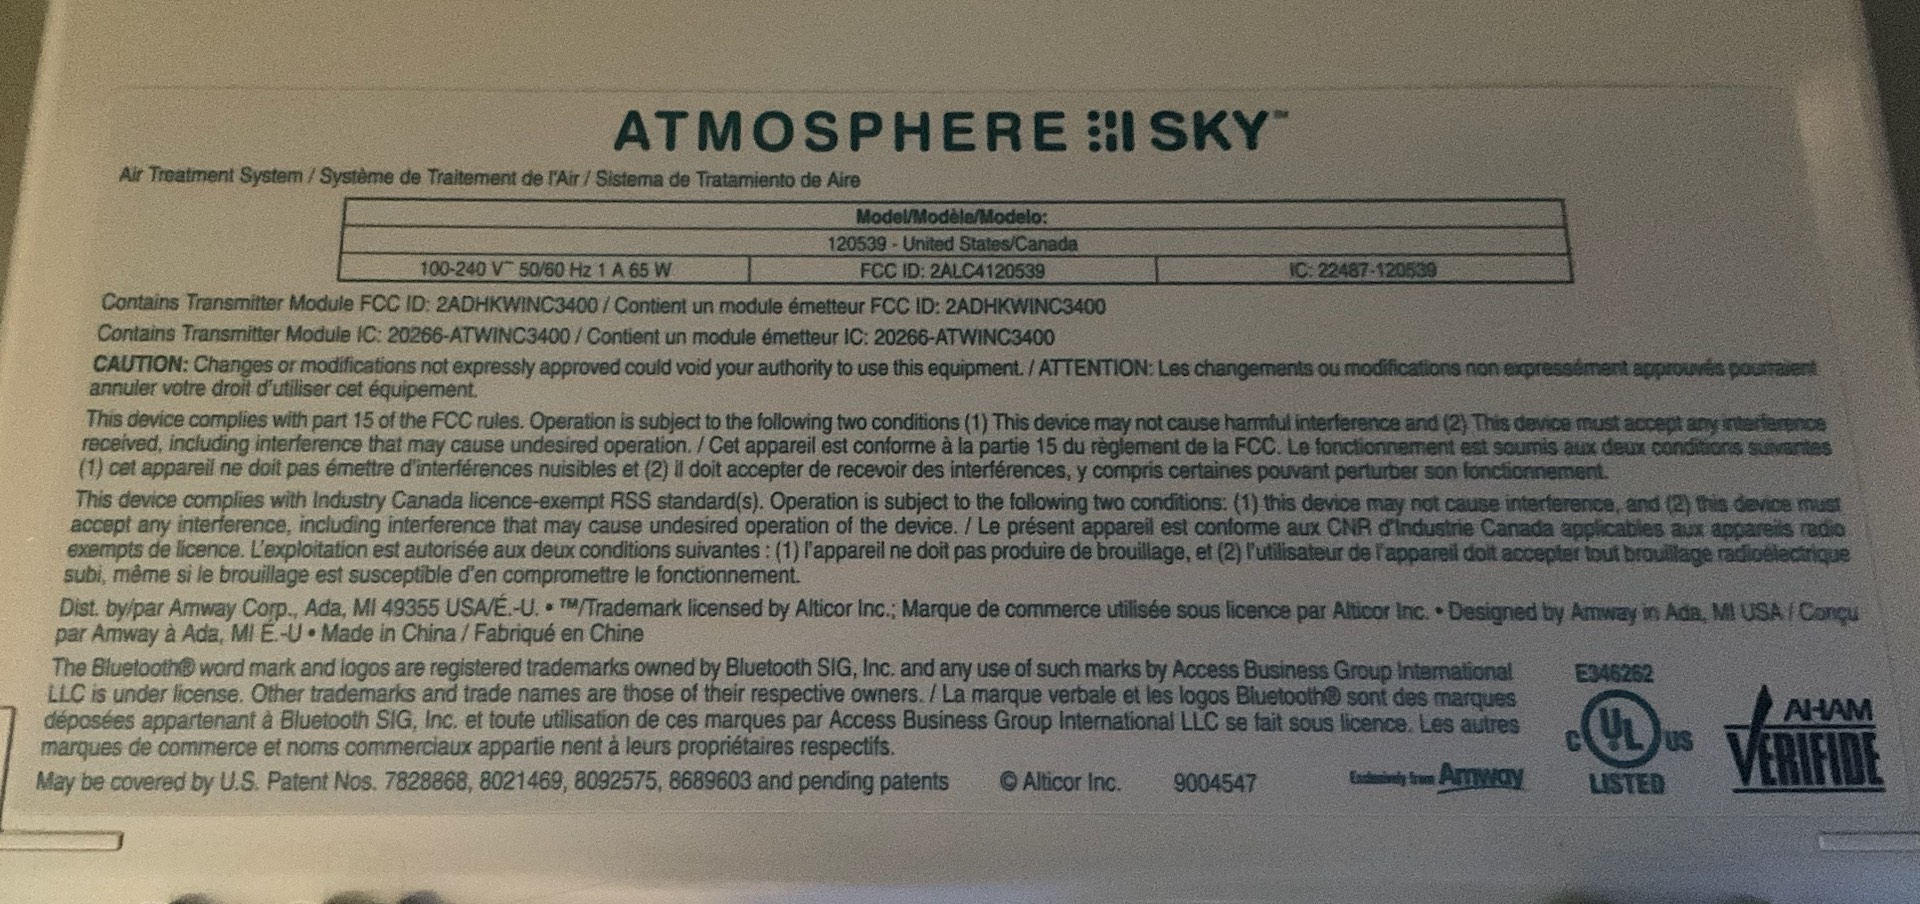 ATMOSPHERE SKY™
Air Treatment System / Système de Traitement de l'Air / Sistema de Tratamiento de Aire
Model/Modèle/Modelo:
120539 - United States/Canada
100-240 V~ 50/60 Hz 1 A 65 W FCC ID: 2ALC4120539 IC: 22487-120539
Contains Transmitter Module FCC ID: 2ADHKWINC3400 / Contient un module émetteur FCC ID: 2ADHKWINC3400
Contains Transmitter Module IC: 20266-ATWINC3400 / Contient un module émetteur IC: 20266-ATWINC3400
CAUTION: Changes or modifications not expressly approved could void your authority to use this equipment. / ATTENTION: Les changements ou modifications non expressément approuvés pourraient
annuler votre droit d'utiliser cet équipement.
This device complies with part 15 of the FCC rules. Operation is subject to the following two conditions (1) This device may not cause harmful interference and (2) This device must accept any interference
received, including interference that may cause undesired operation. / Cet appareil est conforme à la partie 15 du règlement de la FCC. Le fonctionnement est soumis aux deux conditions suivantes
(1) cet appareil ne doit pas émettre d'interférences nuisibles et (2) il doit accepter de recevoir des interférences, y compris certaines pouvant perturber son fonctionnement.
This device complies with Industry Canada licence-exempt RSS standard(s). Operation is subject to the following two conditions: (1) this device may not cause interference, and (2) this device must
accept any interference, including interference that may cause undesired operation of the device. / Le présent appareil est conforme aux CNR d'Industrie Canada applicables aux appareils radio
exempts de licence. L'exploitation est autorisée aux deux conditions suivantes : (1) l'appareil ne doit pas produire de brouillage, et (2) l'utilisateur de l'appareil doit accepter tout brouillage radioélectrique
subi, même si le brouillage est susceptible d'en compromettre le fonctionnement.
Dist. by/par Amway Corp., Ada, MI 49355 USA/É.-U. • ™/Trademark licensed by Alticor Inc.; Marque de commerce utilisée sous licence par Alticor Inc. • Designed by Amway in Ada, MI USA / Conçu
par Amway à Ada, MI É.-U • Made in China / Fabriqué en Chine
The Bluetooth® word mark and logos are registered trademarks owned by Bluetooth SIG, Inc. and any use of such marks by Access Business Group International
LLC is under license. Other trademarks and trade names are those of their respective owners. / La marque verbale et les logos Bluetooth® sont des marques
déposées appartenant à Bluetooth SIG, Inc. et toute utilisation de ces marques par Access Business Group International LLC se fait sous licence. Les autres
marques de commerce et noms commerciaux appartie nent à leurs propriétaires respectifs.
E346262
C UL US
LISTED
AHAM
VERIFIDE
May be covered by U.S. Patent Nos. 7828868, 8021469, 8092575, 8689603 and pending patents © Alticor Inc. 9004547 Exclusively from Amway